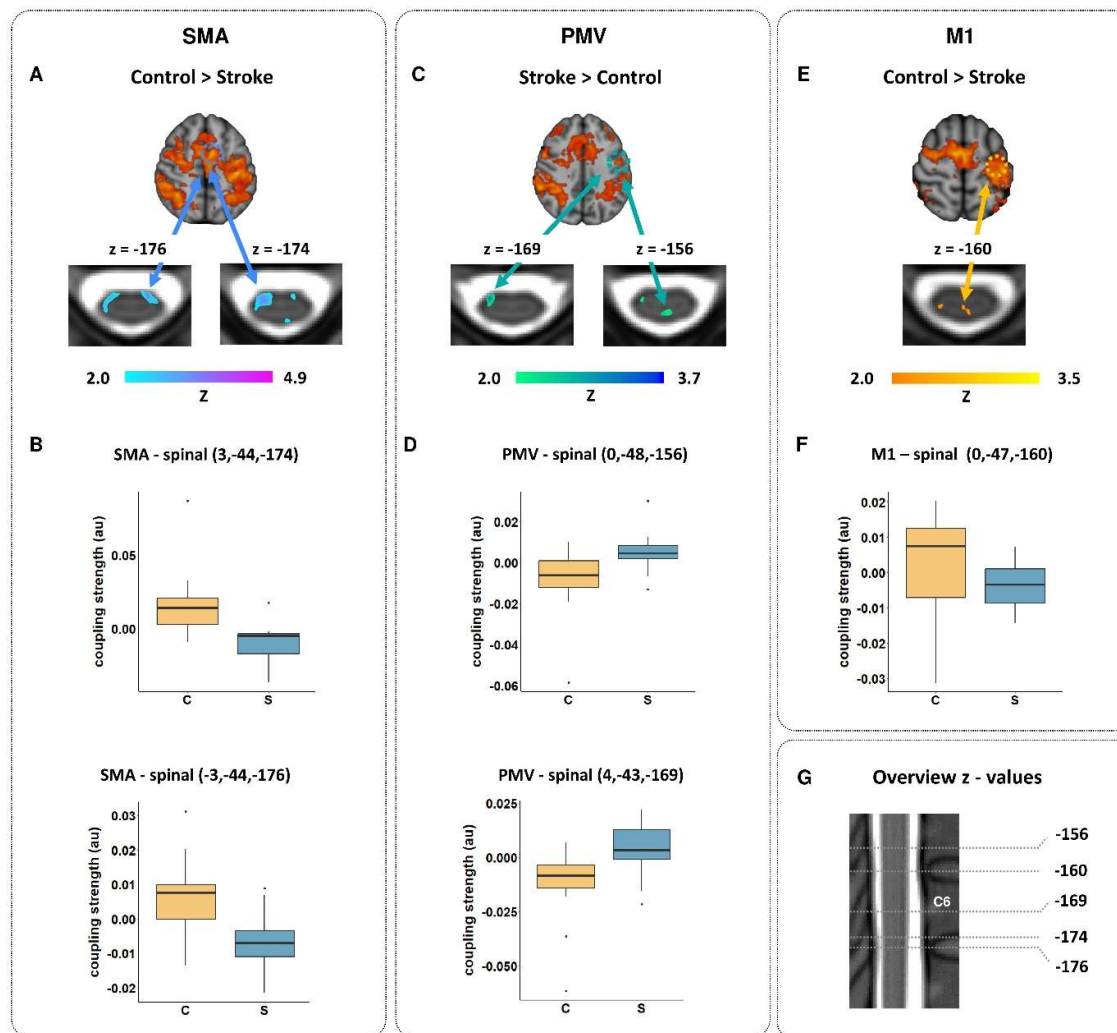 SMA
A
Control > Stroke
z = -176
z = -174
2.0
4.9
Z
B
SMA - spinal (3,-44,-174)
coupling strength (au)
0.05
0.00
C
S
SMA - spinal (-3,-44,-176)
coupling strength (au)
0.03
0.02
0.01
0.00
-0.01
-0.02
C
S
PMV
C
Stroke > Control
z = -169
z = -156
2.0
3.7
Z
D
PMV - spinal (0,-48,-156)
coupling strength (au)
0.02
0.00
-0.02
-0.04
-0.06
C
S
PMV - spinal (4,-43,-169)
coupling strength (au)
0.025
0.000
-0.025
-0.050
C
S
M1
E
Control > Stroke
z = -160
2.0
3.5
Z
F
M1 – spinal (0,-47,-160)
coupling strength (au)
0.02
0.01
0.00
-0.01
-0.02
-0.03
C
S
G
Overview z - values
-156
-160
C6
-169
-174
-176